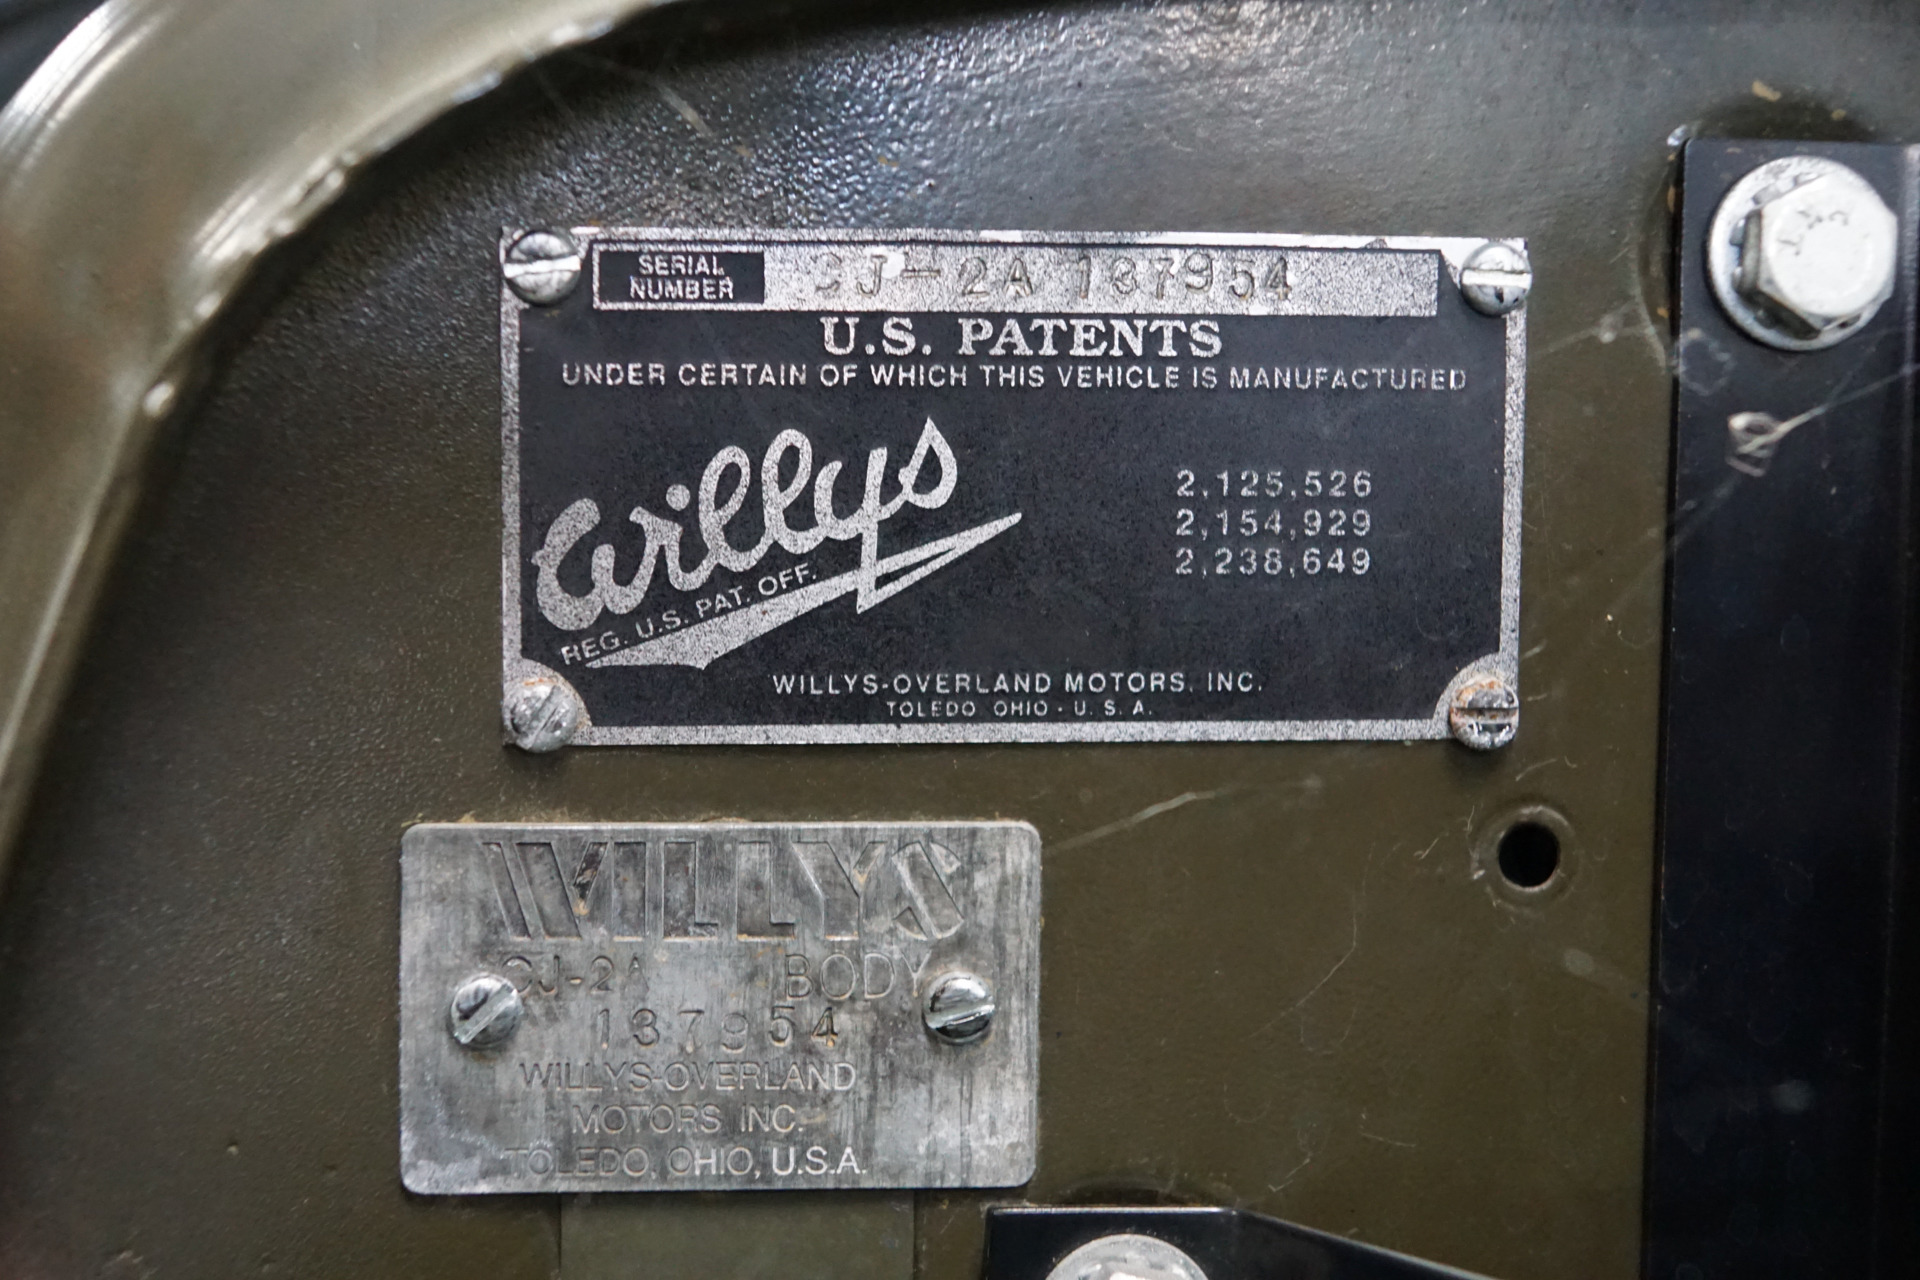 SERIAL
NUMBER
CJ-2A 137954
U.S. PATENTS
UNDER CERTAIN OF WHICH THIS VEHICLE IS MANUFACTURED
Willys
REG. U.S. PAT. OFF.
2,125,526
2,154,929
2,238,649
WILLYS-OVERLAND MOTORS, INC.
TOLEDO OHIO - U. S. A.
WILLYS
CJ-2A BODY
137954
WILLYS-OVERLAND
MOTORS INC.
TOLEDO, OHIO, U.S.A.